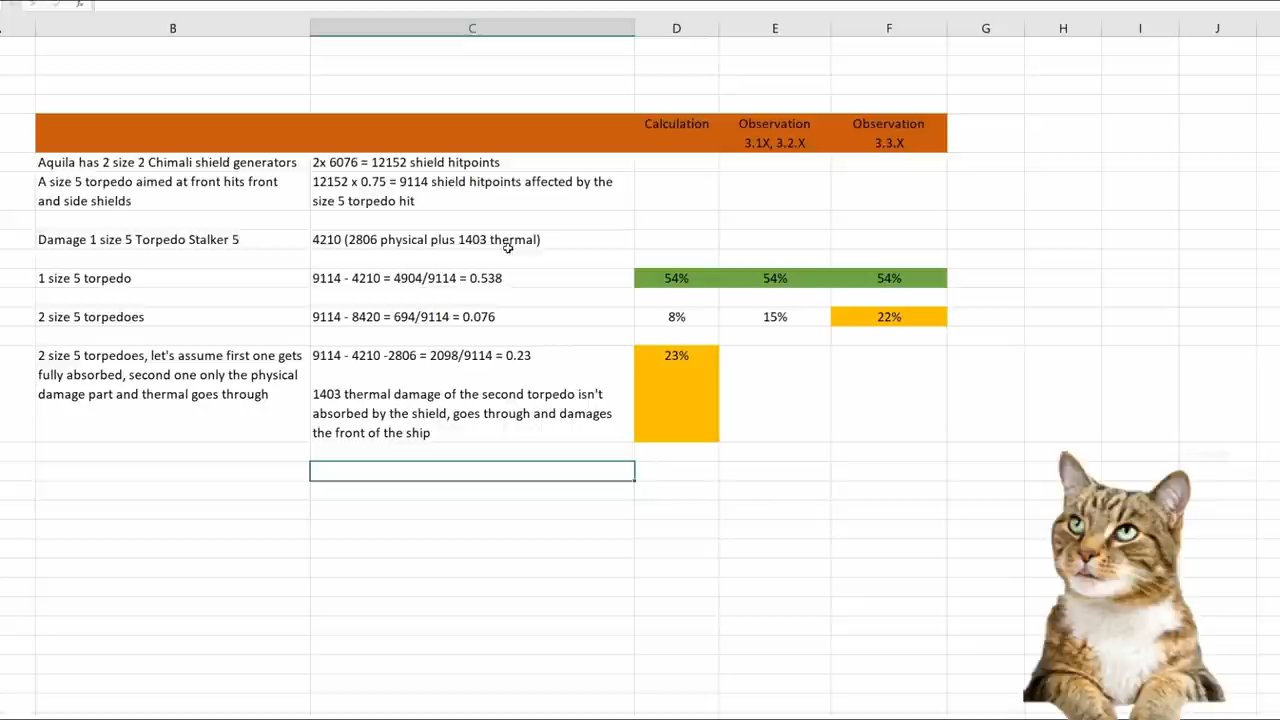 B C D E F G H I J
Calculation Observation Observation
3.1X, 3.2.X 3.3.X
Aquila has 2 size 2 Chimali shield generators 2x 6076 = 12152 shield hitpoints
A size 5 torpedo aimed at front hits front 12152 x 0.75 = 9114 shield hitpoints affected by the
and side shields size 5 torpedo hit
Damage 1 size 5 Torpedo Stalker 5 4210 (2806 physical plus 1403 thermal)
1 size 5 torpedo 9114 - 4210 = 4904/9114 = 0.538 54% 54% 54%
2 size 5 torpedoes 9114 - 8420 = 694/9114 = 0.076 8% 15% 22%
2 size 5 torpedoes, let's assume first one gets 9114 - 4210 -2806 = 2098/9114 = 0.23 23%
fully absorbed, second one only the physical
damage part and thermal goes through 1403 thermal damage of the second torpedo isn't
absorbed by the shield, goes through and damages
the front of the ship